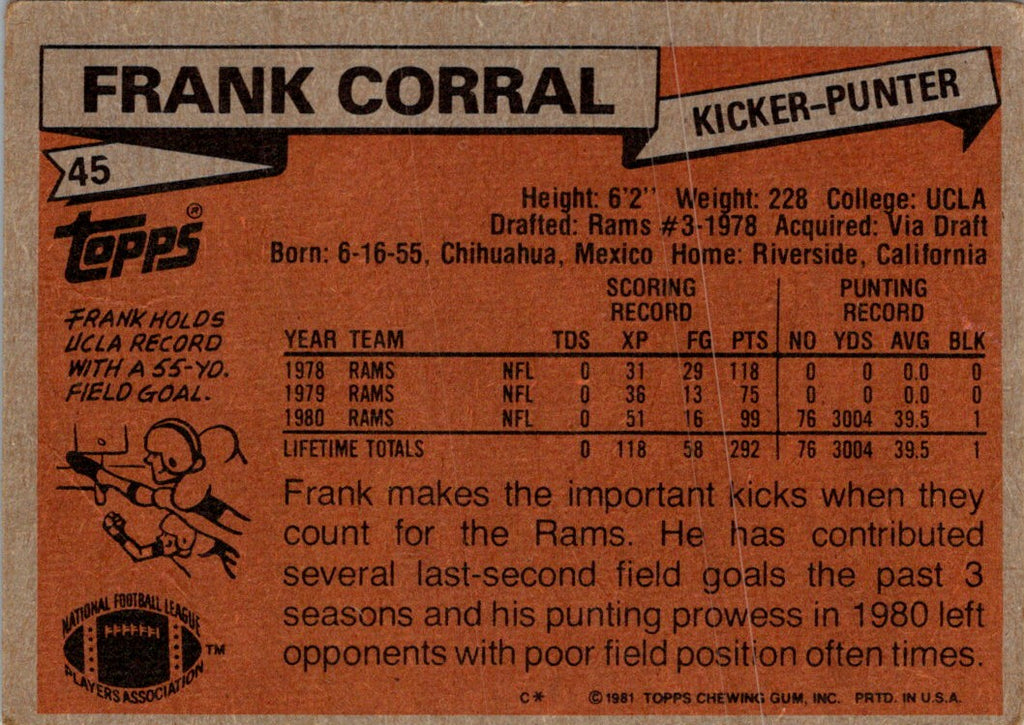 FRANK CORRAL
KICKER-PUNTER
45
Topps®
Height: 6'2" Weight: 228 College: UCLA
Drafted: Rams #3-1978 Acquired: Via Draft
Born: 6-16-55, Chihuahua, Mexico Home: Riverside, California
FRANK HOLDS
UCLA RECORD
WITH A 55-YD.
FIELD GOAL.
SCORING PUNTING
RECORD RECORD
YEAR TEAM TDS XP FG PTS NO YDS AVG BLK
1978 RAMS NFL 0 31 29 118 0 0 0.0 0
1979 RAMS NFL 0 36 13 75 0 0 0.0 0
1980 RAMS NFL 0 51 16 99 76 3004 39.5 1
LIFETIME TOTALS 0 118 58 292 76 3004 39.5 1
Frank makes the important kicks when they
count for the Rams. He has contributed
several last-second field goals the past 3
seasons and his punting prowess in 1980 left
opponents with poor field position often times.
NATIONAL FOOTBALL LEAGUE
PLAYERS ASSOCIATION
TM
C* ©1981 TOPPS CHEWING GUM, INC. PRTD. IN U.S.A.